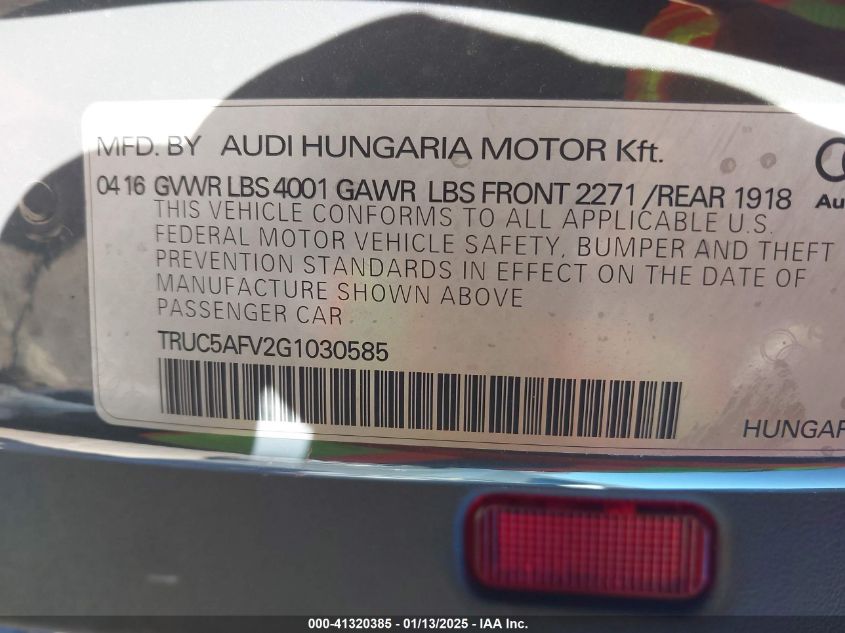 MFD. BY AUDI HUNGARIA MOTOR Kft.
04 16 GVWR LBS 4001 GAWR LBS FRONT 2271 /REAR 1918
THIS VEHICLE CONFORMS TO ALL APPLICABLE U.S.
FEDERAL MOTOR VEHICLE SAFETY, BUMPER AND THEFT
PREVENTION STANDARDS IN EFFECT ON THE DATE OF
MANUFACTURE SHOWN ABOVE
PASSENGER CAR
TRUC5AFV2G1030585
000-41320385 - 01/13/2025 - IAA Inc.